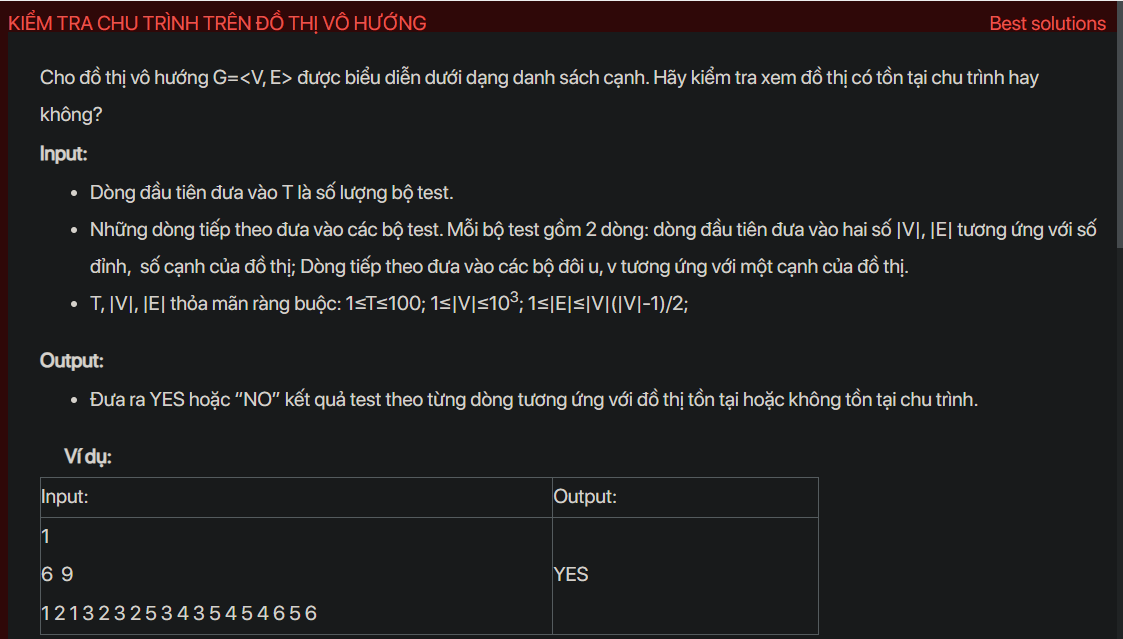 KIỂM TRA CHU TRÌNH TRÊN ĐỒ THỊ VÔ HƯỚNG Best solutions
Cho đồ thị vô hướng G=<V, E> được biểu diễn dưới dạng danh sách cạnh. Hãy kiểm tra xem đồ thị có tồn tại chu trình hay
không?
Input:
• Dòng đầu tiên đưa vào T là số lượng bộ test.
• Những dòng tiếp theo đưa vào các bộ test. Mỗi bộ test gồm 2 dòng: dòng đầu tiên đưa vào hai số |V|, |E| tương ứng với số
đỉnh, số cạnh của đồ thị; Dòng tiếp theo đưa vào các bộ đôi u, v tương ứng với một cạnh của đồ thị.
• T, |V|, |E| thỏa mãn ràng buộc: 1≤T≤100; 1≤|V|≤10³; 1≤|E|≤|V|(|V|-1)/2;
Output:
• Đưa ra YES hoặc “NO” kết quả test theo từng dòng tương ứng với đồ thị tồn tại hoặc không tồn tại chu trình.
Ví dụ:
Input: Output:
1
6 9 YES
1 2 1 3 2 3 2 5 3 4 3 5 4 5 4 6 5 6